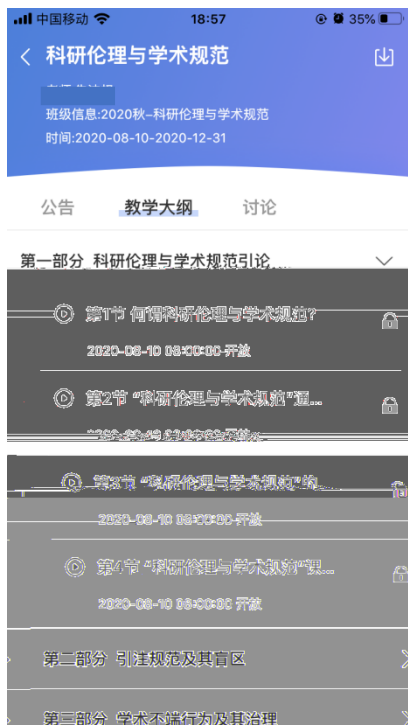 中国移动 18:57 35%
科研伦理与学术规范
班级信息:2020秋-科研伦理与学术规范
时间:2020-08-10-2020-12-31
公告 教学大纲 讨论
第一部分 科研伦理与学术规范引论
第1节 何谓科研伦理与学术规范?
2020-08-10 08:00:00 开放
第2节 “科研伦理与学术规范”通...
第3节 “科研伦理与学术规范”的...
2020-08-10 08:00:00 开放
第4节 “科研伦理与学术规范”课...
2020-08-10 08:00:00 开放
第二部分 引注规范及其盲区
第三部分 学术不端行为及其治理